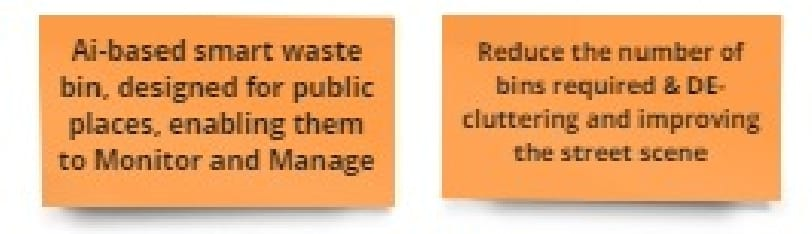 Ai-based smart waste
bin, designed for public
places, enabling them
to Monitor and Manage
Reduce the number of
bins required & DE-
cluttering and improving
the street scene